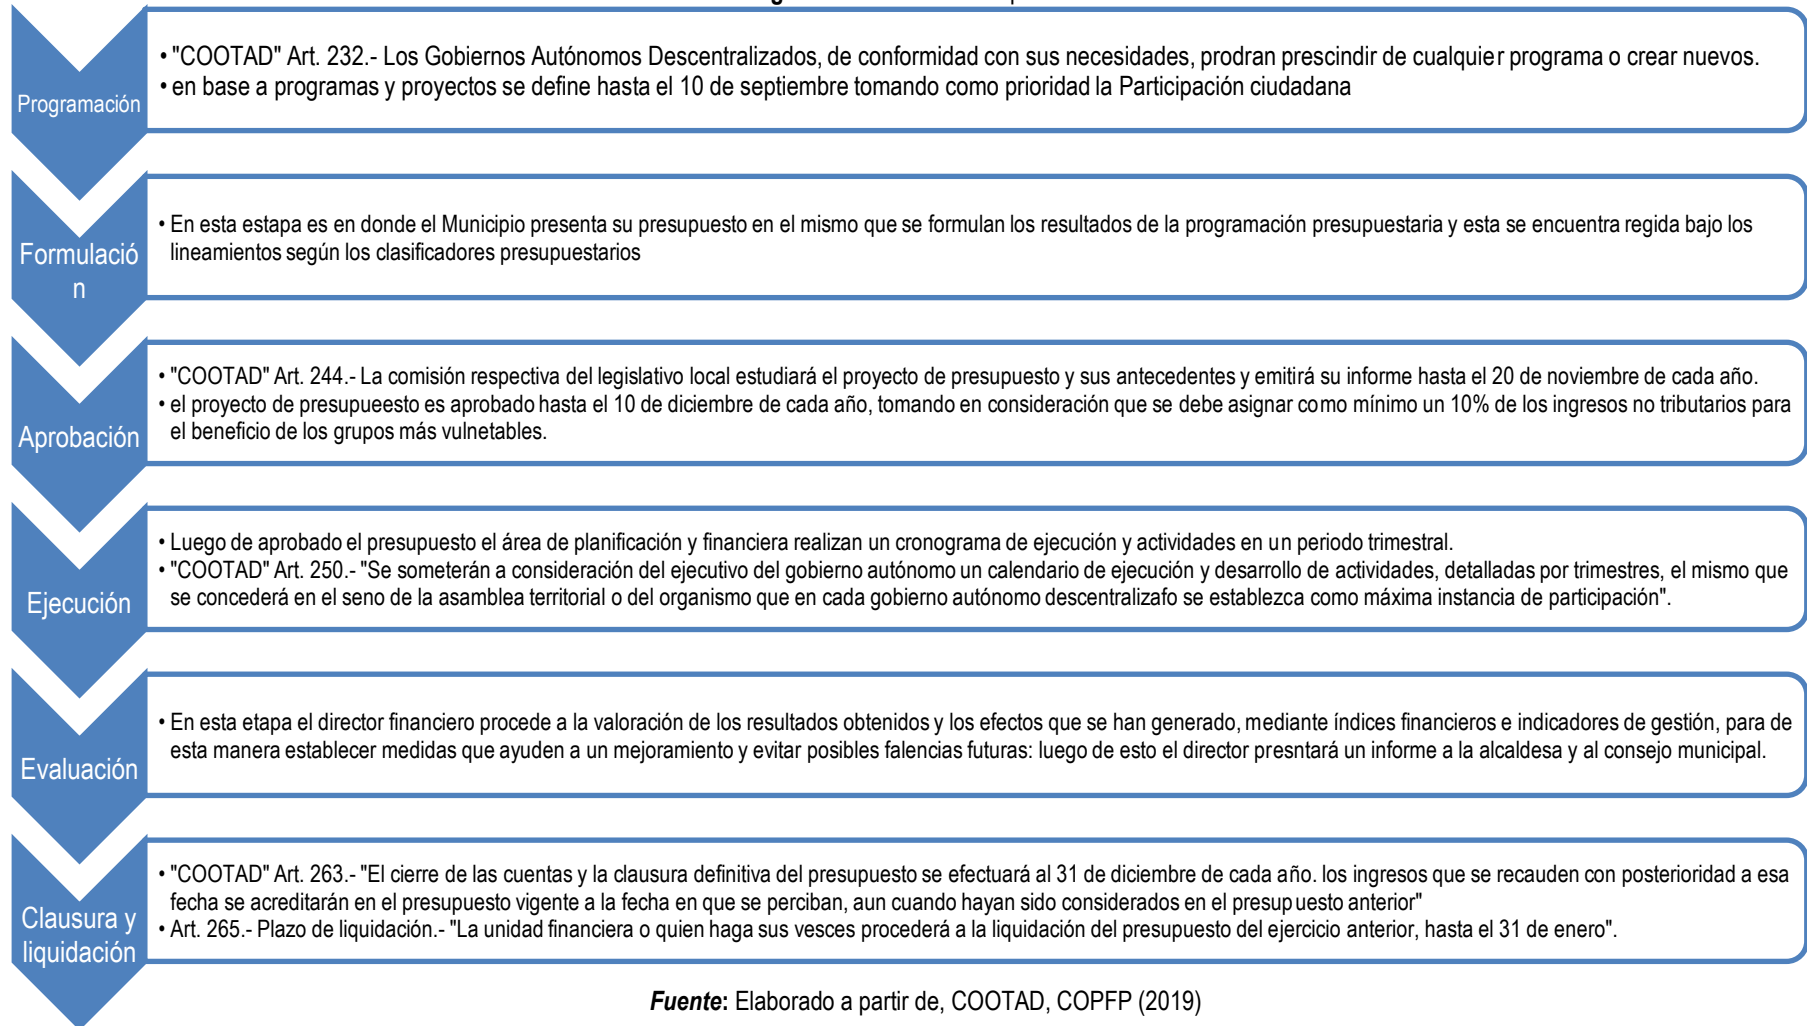 Programación
• "COOTAD" Art. 232.- Los Gobiernos Autónomos Descentralizados, de conformidad con sus necesidades, prodran prescindir de cualquier programa o crear nuevos.
• en base a programas y proyectos se define hasta el 10 de septiembre tomando como prioridad la Participación ciudadana
Formulació
n
• En esta estapa es en donde el Municipio presenta su presupuesto en el mismo que se formulan los resultados de la programación presupuestaria y esta se encuentra regida bajo los
lineamientos según los clasificadores presupuestarios
Aprobación
• "COOTAD" Art. 244.- La comisión respectiva del legislativo local estudiará el proyecto de presupuesto y sus antecedentes y emitirá su informe hasta el 20 de noviembre de cada año.
• el proyecto de presupueesto es aprobado hasta el 10 de diciembre de cada año, tomando en consideración que se debe asignar como mínimo un 10% de los ingresos no tributarios para
el beneficio de los grupos más vulnetables.
Ejecución
• Luego de aprobado el presupuesto el área de planificación y financiera realizan un cronograma de ejecución y actividades en un periodo trimestral.
• "COOTAD" Art. 250.- "Se someterán a consideración del ejecutivo del gobierno autónomo un calendario de ejecución y desarrollo de actividades, detalladas por trimestres, el mismo que
se concederá en el seno de la asamblea territorial o del organismo que en cada gobierno autónomo descentralizafo se establezca como máxima instancia de participación".
Evaluación
• En esta etapa el director financiero procede a la valoración de los resultados obtenidos y los efectos que se han generado, mediante índices financieros e indicadores de gestión, para de
esta manera establecer medidas que ayuden a un mejoramiento y evitar posibles falencias futuras: luego de esto el director presntará un informe a la alcaldesa y al consejo municipal.
Clausura y
liquidación
• "COOTAD" Art. 263.- "El cierre de las cuentas y la clausura definitiva del presupuesto se efectuará al 31 de diciembre de cada año. los ingresos que se recauden con posterioridad a esa
fecha se acreditarán en el presupuesto vigente a la fecha en que se perciban, aun cuando hayan sido considerados en el presupuesto anterior"
• Art. 265.- Plazo de liquidación.- "La unidad financiera o quien haga sus vesces procederá a la liquidación del presupuesto del ejercicio anterior, hasta el 31 de enero".
Fuente: Elaborado a partir de, COOTAD, COPFP (2019)